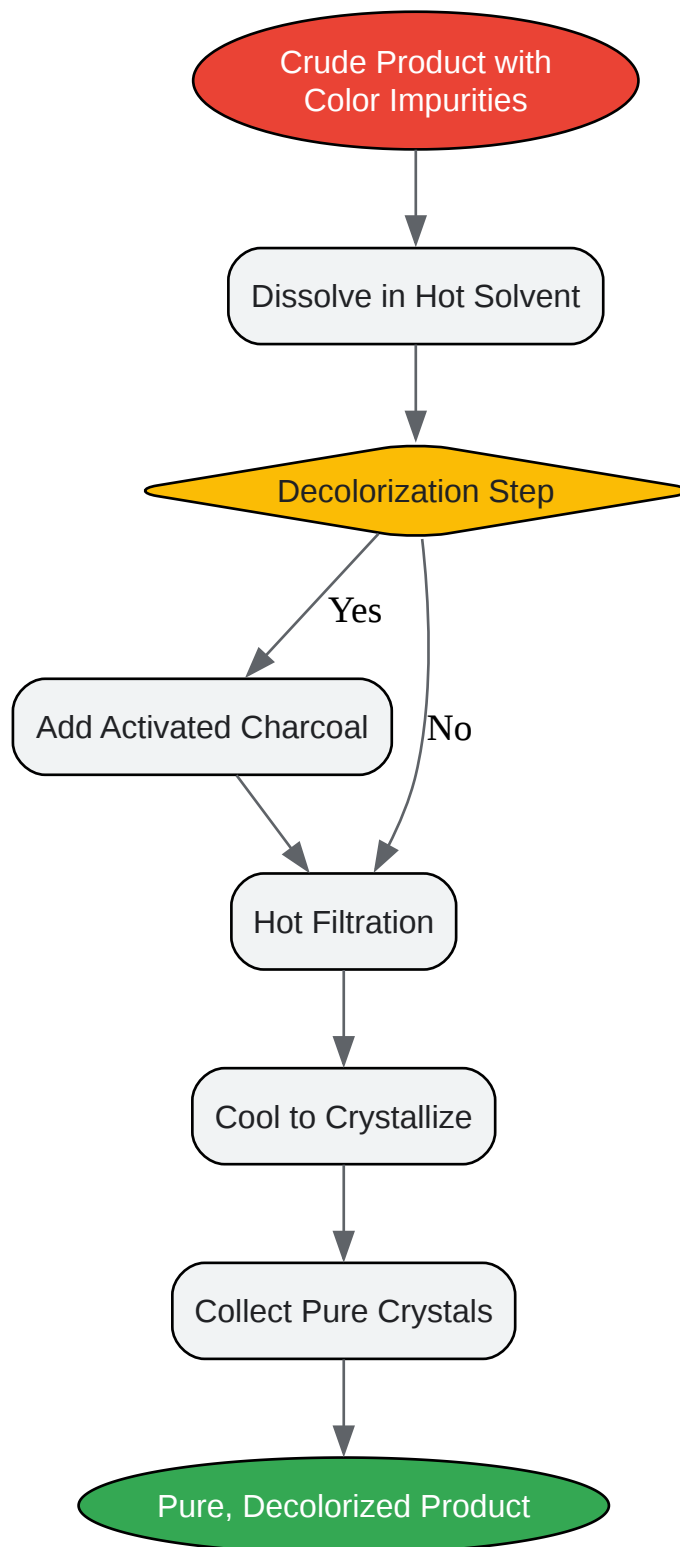 Crude Product with
Color Impurities
Dissolve in Hot Solvent
Decolorization Step
Yes
Add Activated Charcoal
No
Hot Filtration
Cool to Crystallize
Collect Pure Crystals
Pure, Decolorized Product